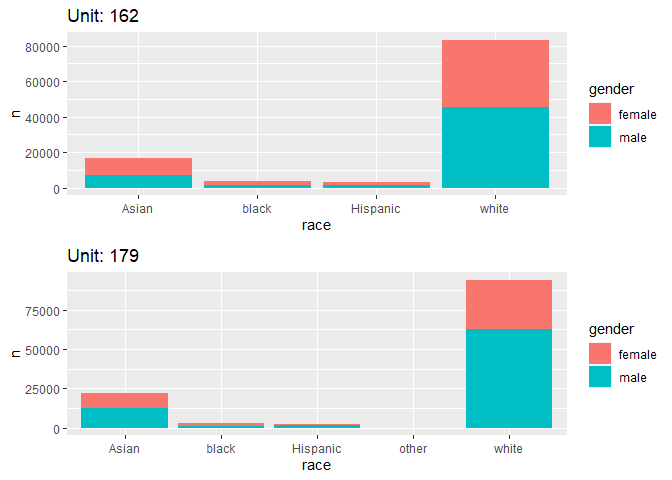 Unit: 162
80000
60000
40000
20000
0
n
Asian
black
Hispanic
white
race
gender
female
male
Unit: 179
75000
50000
25000
0
n
Asian
black
Hispanic
other
white
race
gender
female
male